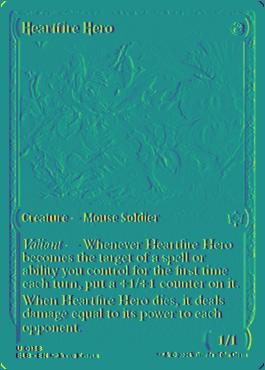 Heartfire Hero
Creature - Mouse Soldier
Valiant - Whenever Heartfire Hero
becomes the target of a spell or
ability you control for the first time
each turn, put a +1/+1 counter on it.
When Heartfire Hero dies, it deals
damage equal to its power to each
opponent.
1/1